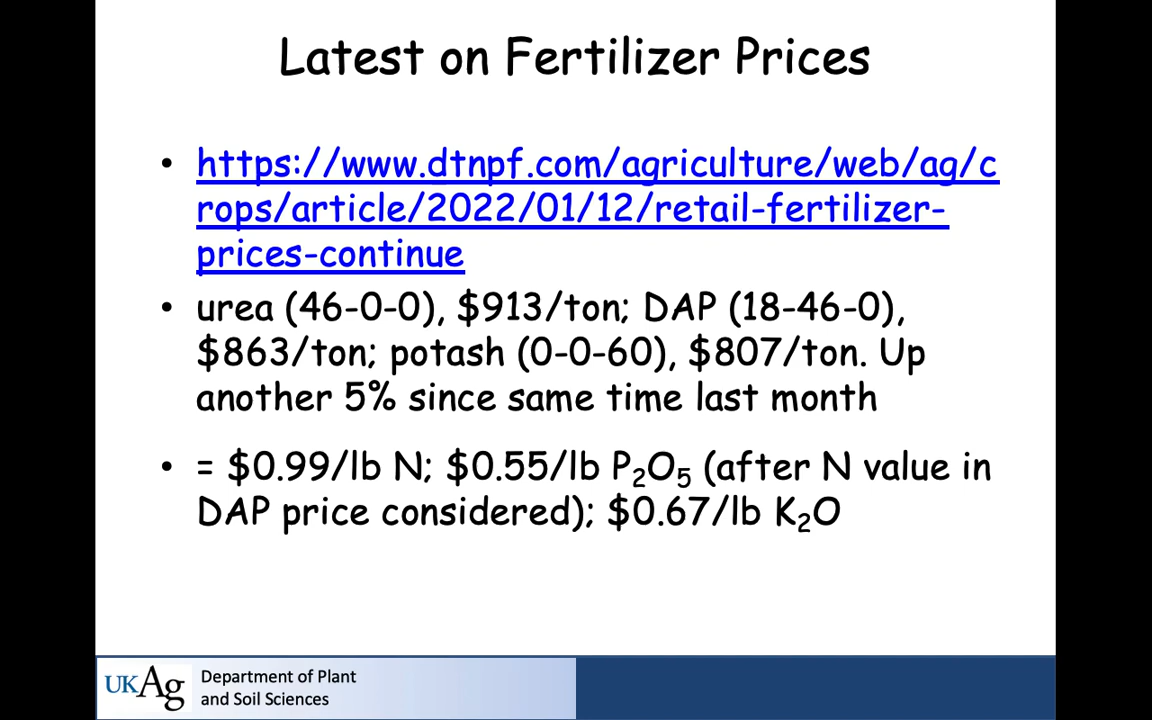 Latest on Fertilizer Prices
• https://www.dtnpf.com/agriculture/web/ag/c
rops/article/2022/01/12/retail-fertilizer-
prices-continue
• urea (46-0-0), $913/ton; DAP (18-46-0),
$863/ton; potash (0-0-60), $807/ton. Up
another 5% since same time last month
• = $0.99/lb N; $0.55/lb P₂O₅ (after N value in
DAP price considered); $0.67/lb K₂O
UKAg
Department of Plant
and Soil Sciences